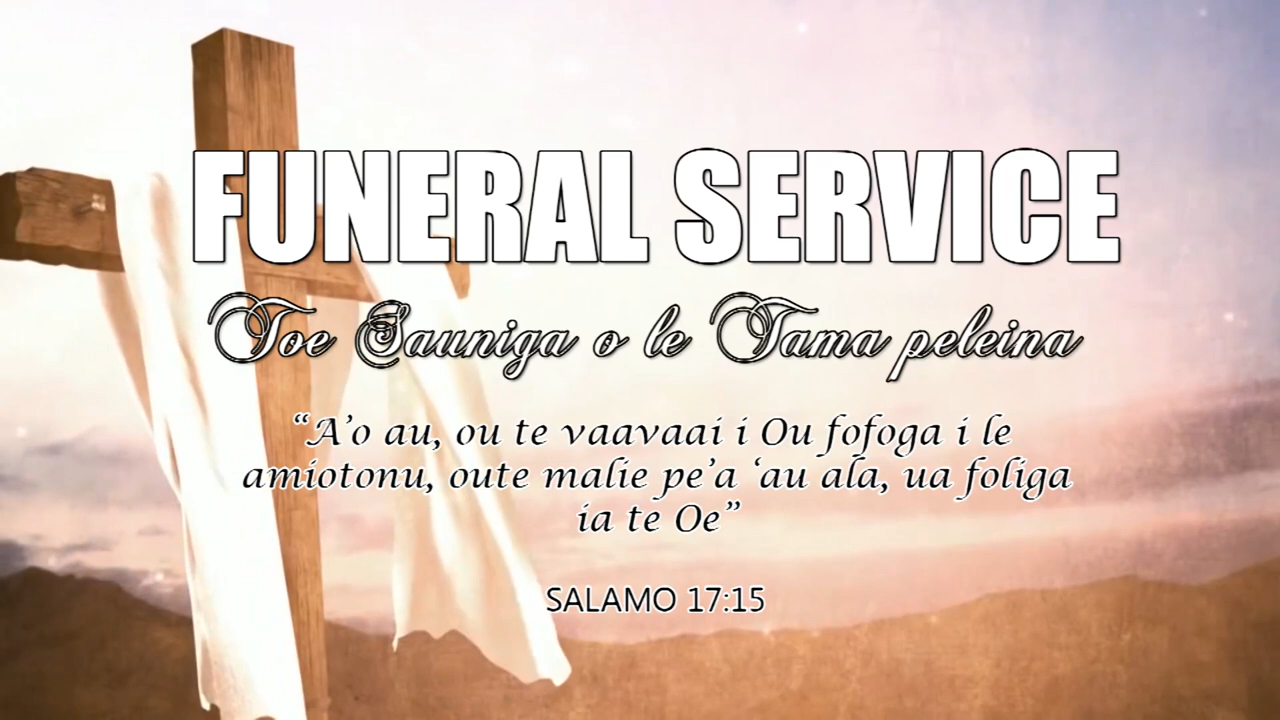 FUNERAL SERVICE
Toe Sauniga o le Tama peleina
“A’o au, ou te vaavaai i Ou fofoga i le
amiotonu, oute malie pe’a ‘au ala, ua foliga
ia te Oe”
SALAMO 17:15